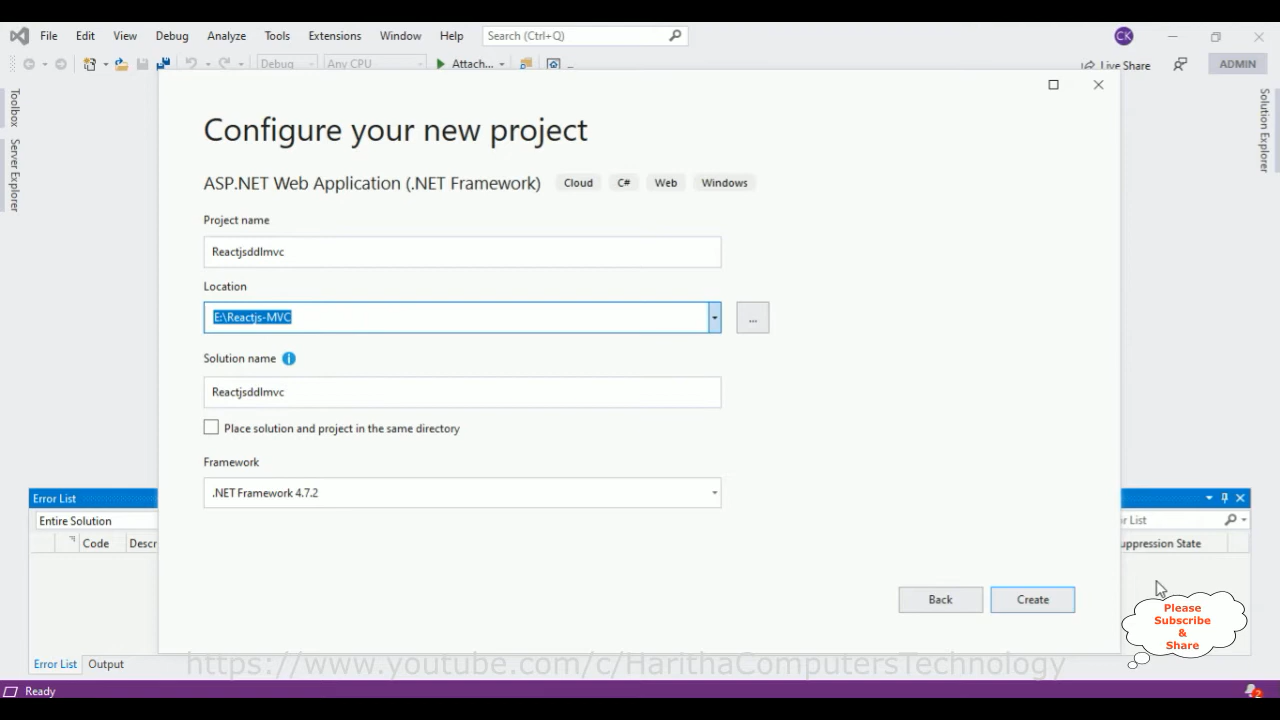 File Edit View Debug Analyze Tools Extensions Window Help Search (Ctrl+Q) CK
Debug Any CPU Attach... Live Share ADMIN
Toolbox
Server Explorer
Solution Explorer
Configure your new project
ASP.NET Web Application (.NET Framework) Cloud C# Web Windows
Project name
Reactjsddlmvc
Location
E:\Reactjs-MVC
...
Solution name
Reactjsddlmvc
Place solution and project in the same directory
Framework
.NET Framework 4.7.2
Error List
Entire Solution
r List
Code Descr
uppression State
Back Create
Please
Subscribe
&
Share
Error List Output
https://www.youtube.com/c/HarithaComputersTechnology
Ready
2